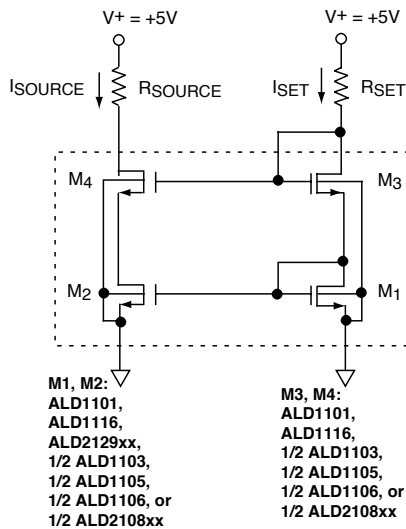 V+ = +5V
V+ = +5V
ISOURCE
RSOURCE
ISET
RSET
M4
M3
M2
M1
M1, M2:
ALD1101,
ALD1116,
ALD2129xx,
1/2 ALD1103,
1/2 ALD1105,
1/2 ALD1106, or
1/2 ALD2108xx
M3, M4:
ALD1101,
ALD1116,
1/2 ALD1103,
1/2 ALD1105,
1/2 ALD1106, or
1/2 ALD2108xx